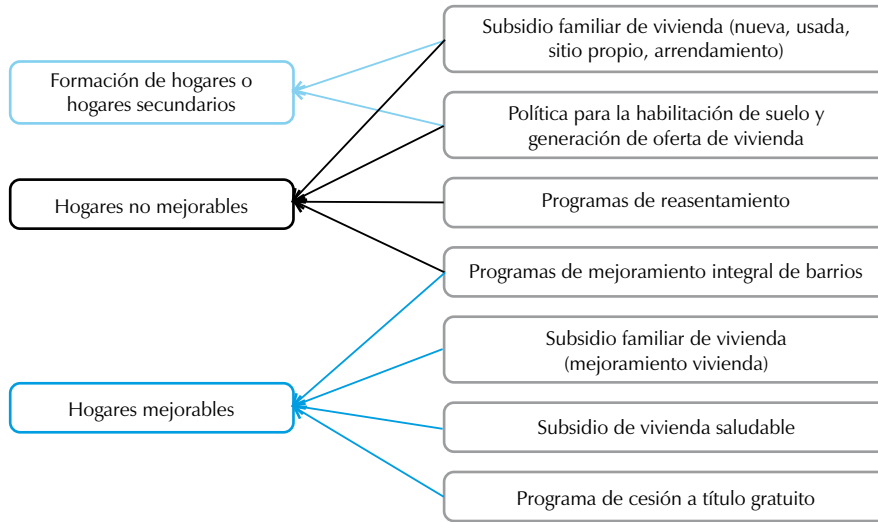 Formación de hogares o
hogares secundarios
Hogares no mejorables
Hogares mejorables
Subsidio familiar de vivienda (nueva, usada,
sitio propio, arrendamiento)
Política para la habilitación de suelo y
generación de oferta de vivienda
Programas de reasentamiento
Programas de mejoramiento integral de barrios
Subsidio familiar de vivienda
(mejoramiento vivienda)
Subsidio de vivienda saludable
Programa de cesión a título gratuito